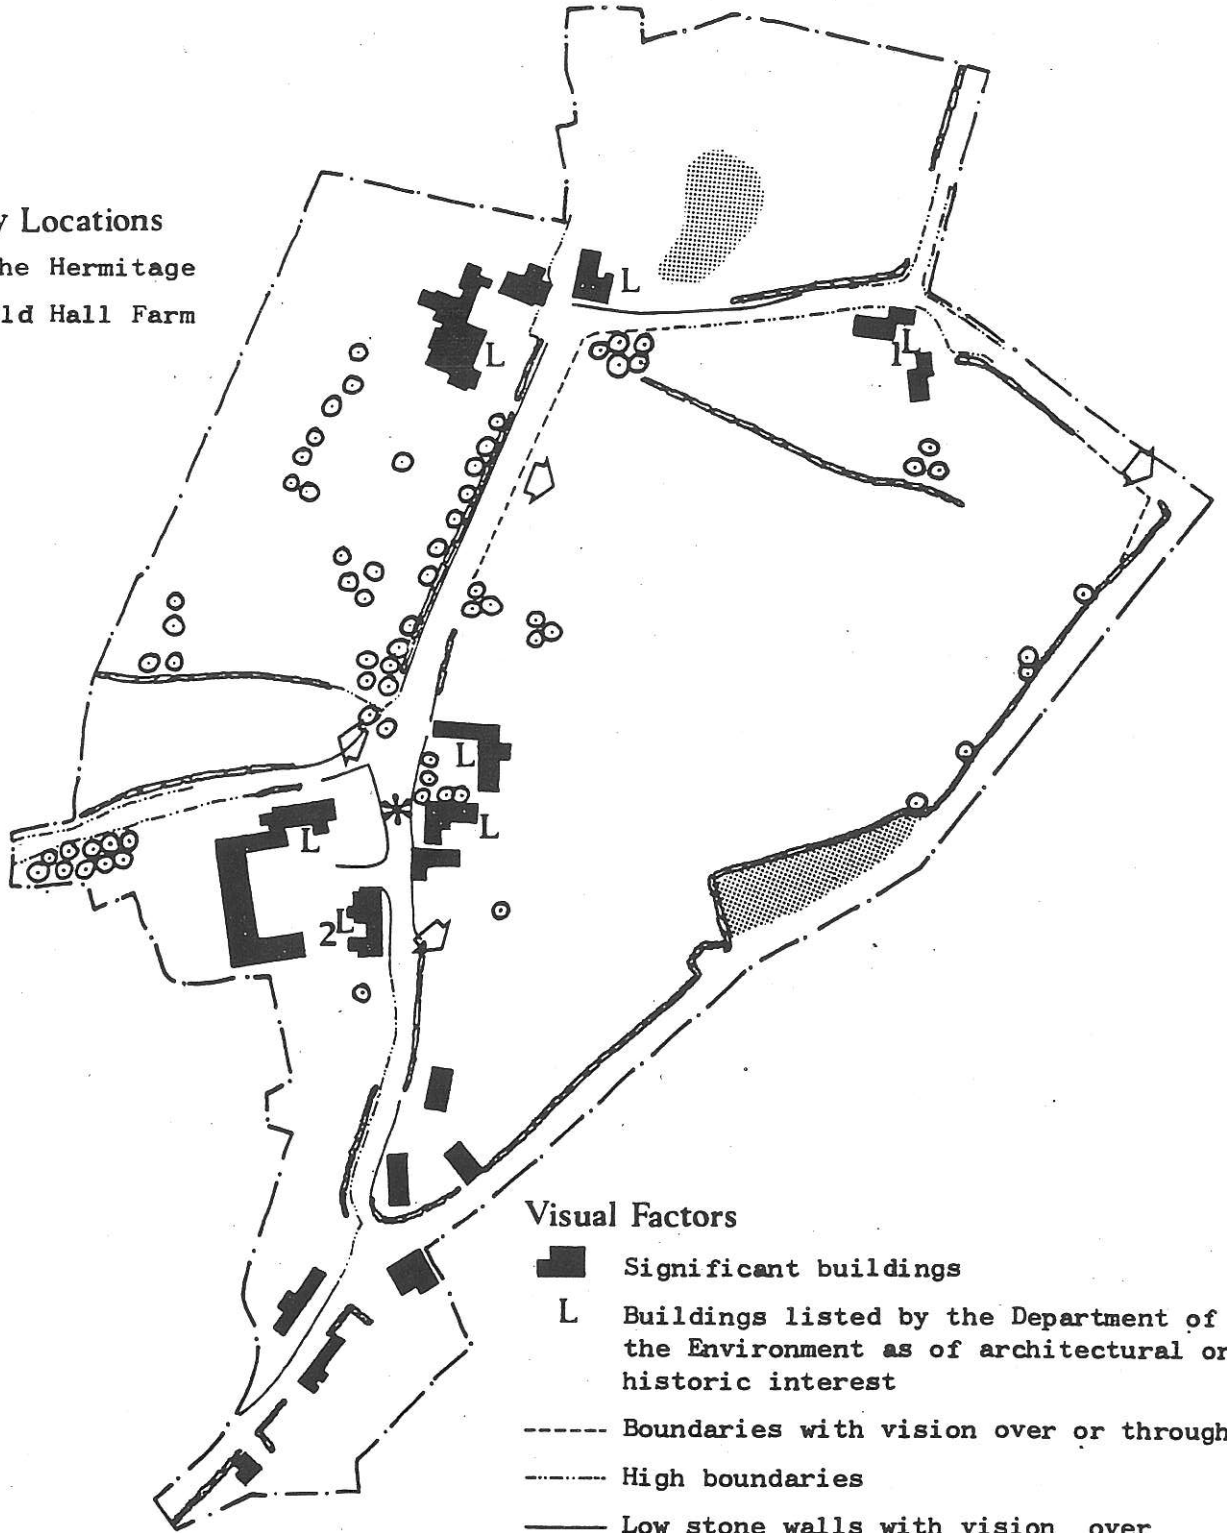 y Locations
he Hermitage
ld Hall Farm
L
L
L
1
L
L
L
2
L
Visual Factors
Significant buildings
L
Buildings listed by the Department of
the Environment as of architectural or
historic interest
Boundaries with vision over or through
High boundaries
Low stone walls with vision over